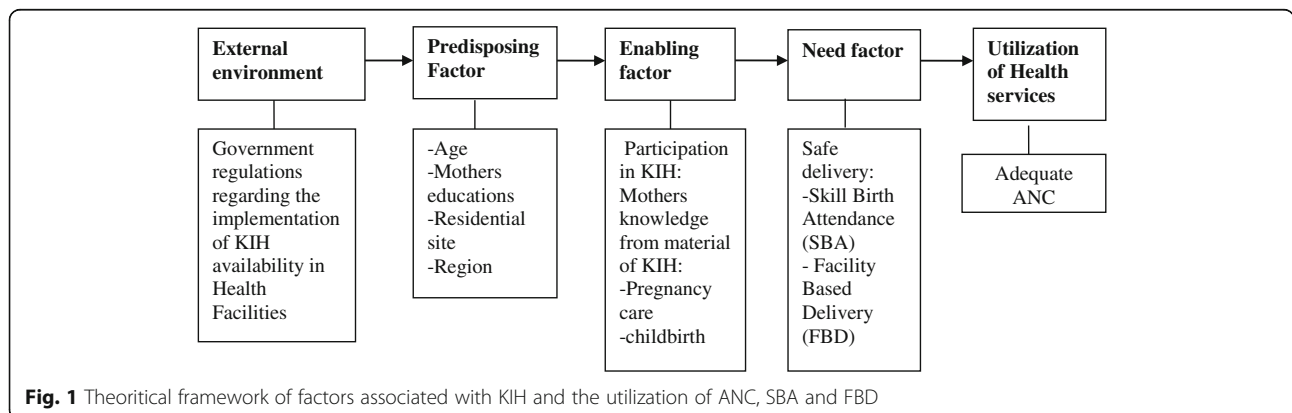 External
environment
Predisposing
Factor
Enabling
factor
Need factor
Utilization
of Health
services
Government
regulations
regarding the
implementation
of KIH
availability in
Health
Facilities
-Age
-Mothers
educations
-Residential
site
-Region
Participation
in KIH:
Mothers
knowledge
from material
of KIH:
-Pregnancy
care
-childbirth
Safe
delivery:
-Skill Birth
Attendance
(SBA)
- Facility
Based
Delivery
(FBD)
Adequate
ANC
Fig. 1 Theoritical framework of factors associated with KIH and the utilization of ANC, SBA and FBD